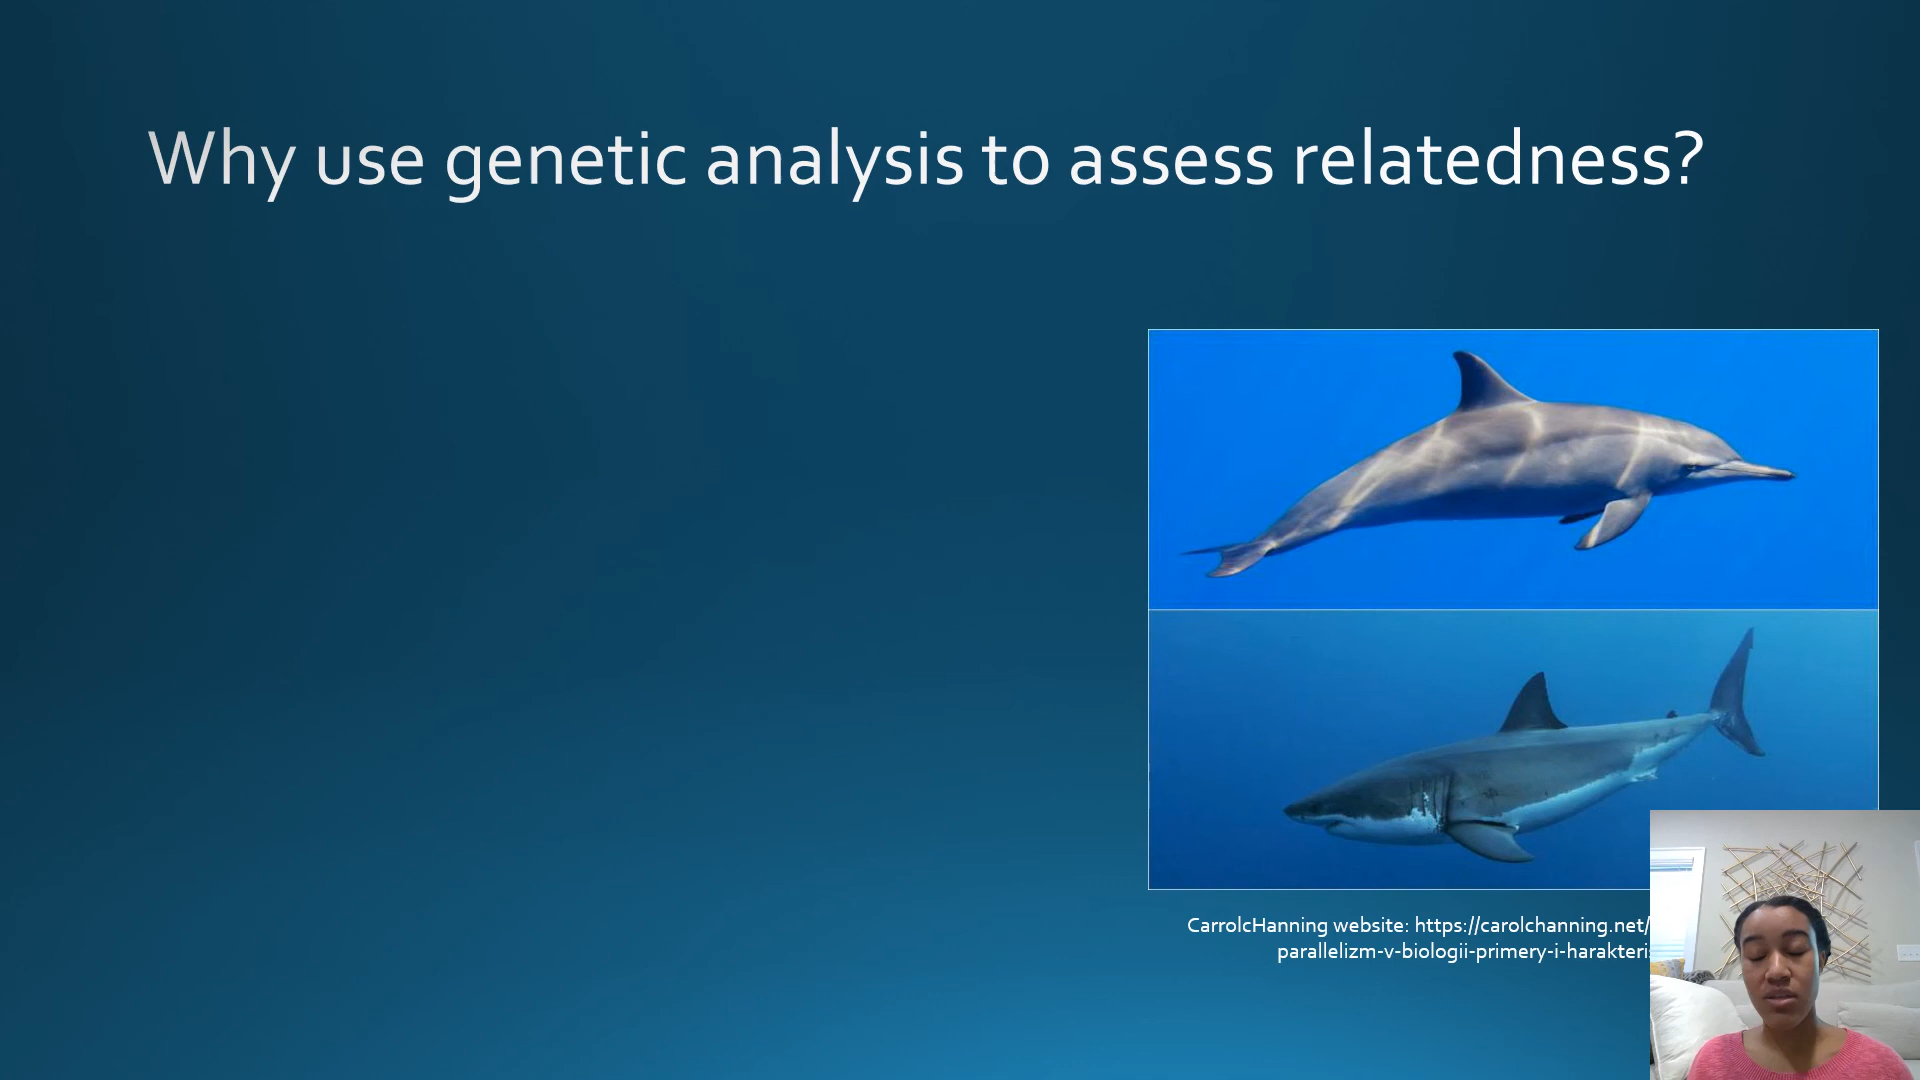 Why use genetic analysis to assess relatedness?
CarrolcHanning website: https://carolchanning.net/
parallelizm-v-biologii-primery-i-harakteri